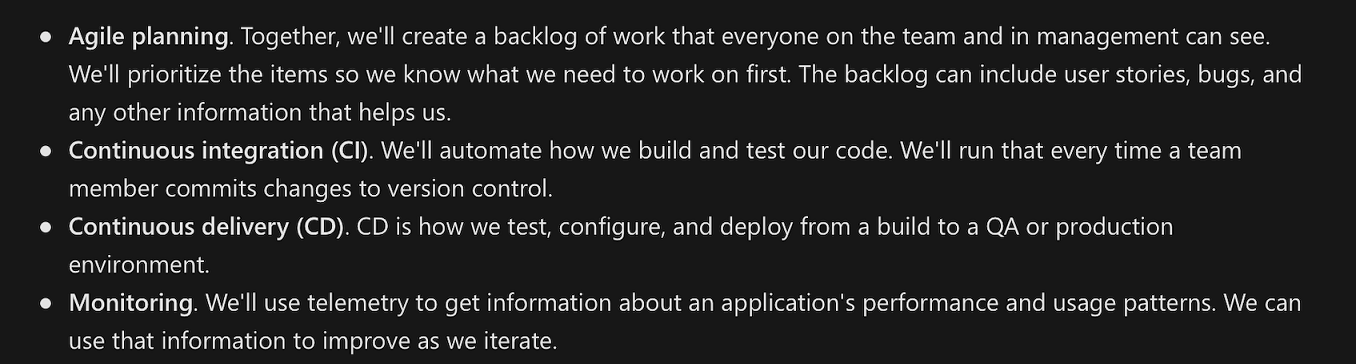 ● Agile planning. Together, we'll create a backlog of work that everyone on the team and in management can see.
We'll prioritize the items so we know what we need to work on first. The backlog can include user stories, bugs, and
any other information that helps us.
● Continuous integration (CI). We'll automate how we build and test our code. We'll run that every time a team
member commits changes to version control.
● Continuous delivery (CD). CD is how we test, configure, and deploy from a build to a QA or production
environment.
● Monitoring. We'll use telemetry to get information about an application's performance and usage patterns. We can
use that information to improve as we iterate.